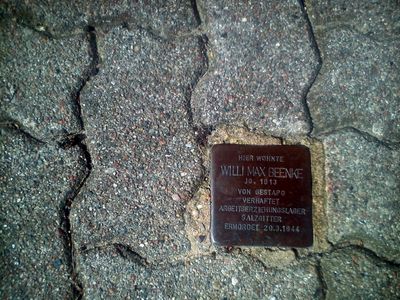 HIER WOHNTE
WILLI MAX BEENKE
JG. 1913
VON GESTAPO
VERHAFTET
ARBEITSERZIEHUNGSLAGER
SALZGITTER
ERMORDET 20.3.1944